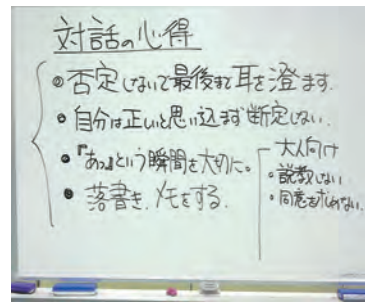 対話の心得
◎ 否定しないで最後まで耳を澄ます.
• 自分は正しいと思い込まず断定しない.
• 『あっ』という瞬間を大切に。
• 落書き、メモをする.
大人向け
• 説教しない
• 同意を求めない.